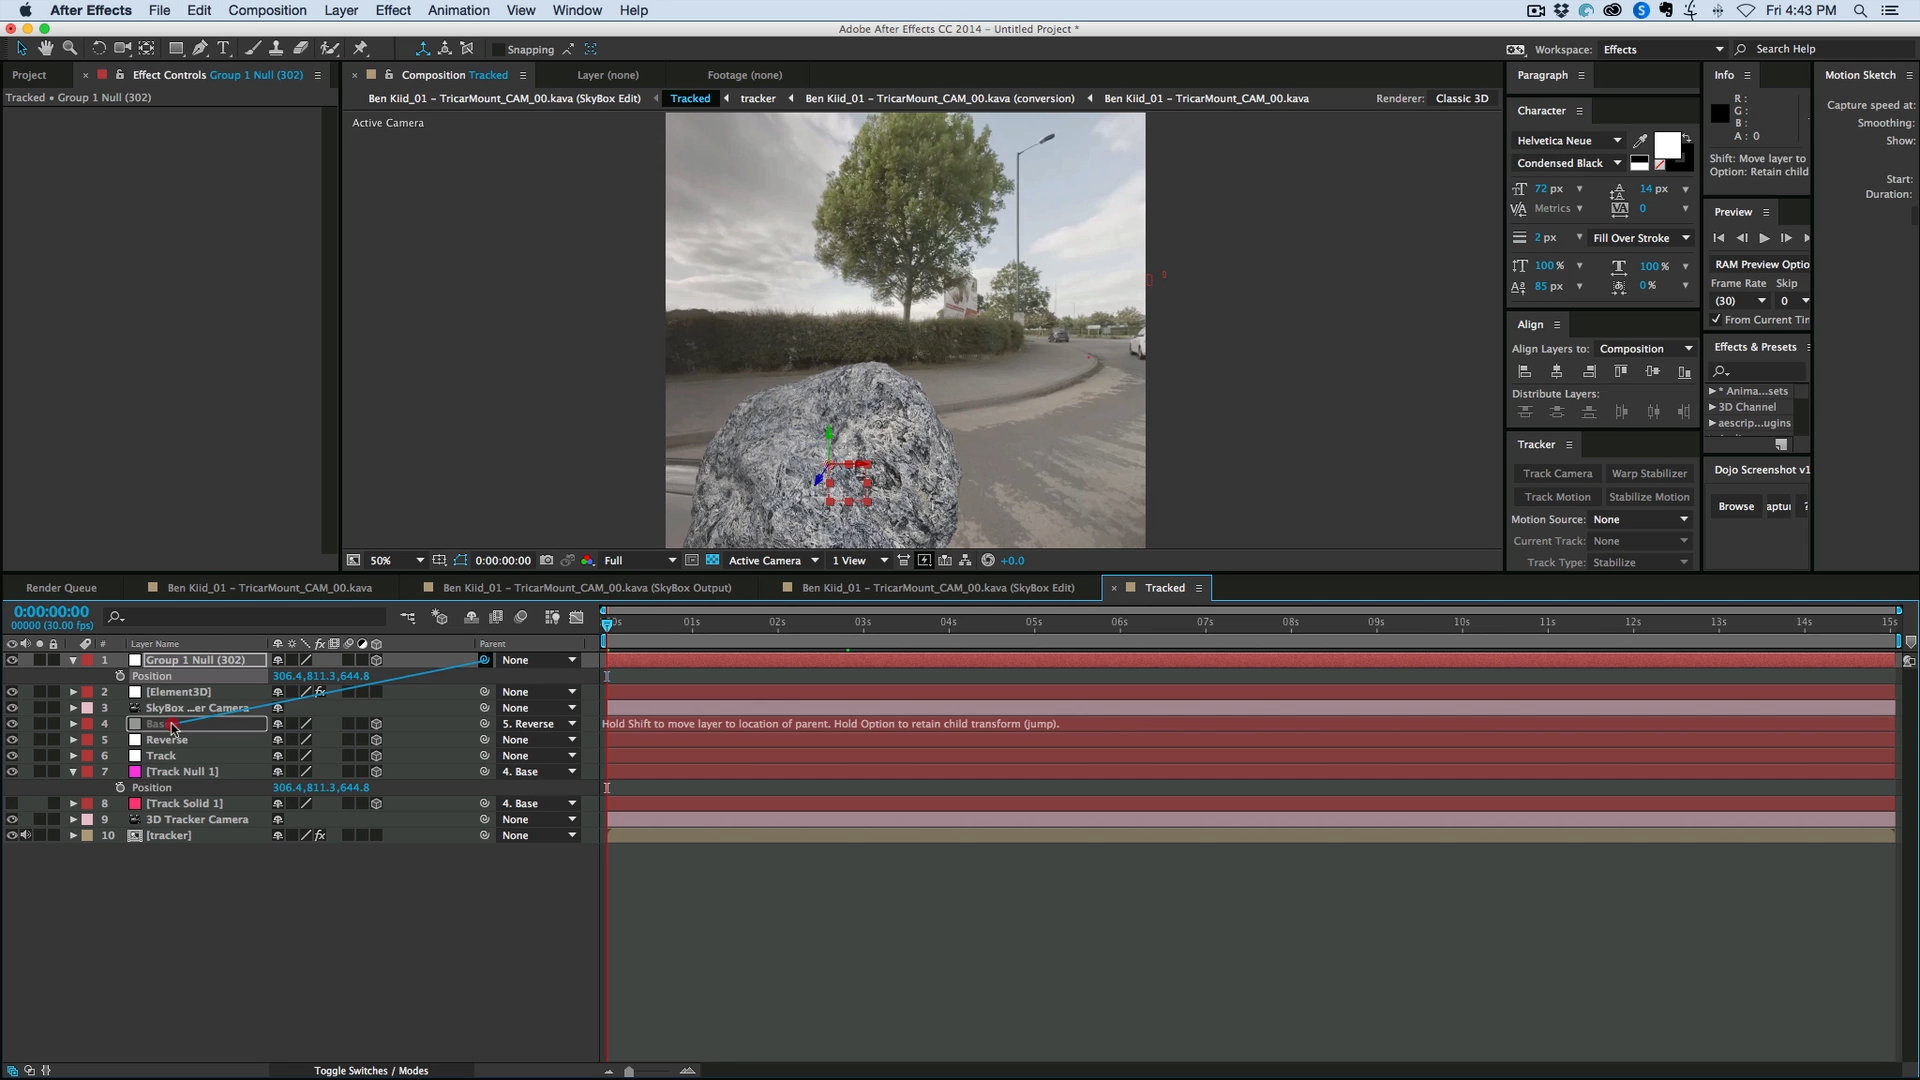 After Effects File Edit Composition Layer Effect Animation View Window Help Fri 4:43 PM
Adobe After Effects CC 2014 - Untitled Project *
Snapping Workspace: Effects Search Help
Project Effect Controls Group 1 Null (302) Composition Tracked Layer (none) Footage (none)
Tracked • Group 1 Null (302)
Ben Kiid_01 - TricarMount_CAM_00.kava (SkyBox Edit) Tracked tracker Ben Kiid_01 - TricarMount_CAM_00.kava (conversion) Ben Kiid_01 - TricarMount_CAM_00.kava Renderer: Classic 3D
Active Camera
Paragraph
Character
Helvetica Neue
Condensed Black
72 px 14 px
Metrics 0
2 px Fill Over Stroke
100 % 100 %
85 px 0 %
Align
Align Layers to: Composition
Distribute Layers:
Tracker
Track Camera Warp Stabilizer
Track Motion Stabilize Motion
Motion Source: None
Current Track: None
Track Type: Stabilize
Info
R :
G :
B :
A : 0
Shift: Move layer to
Option: Retain child
Preview
RAM Preview Optio
Frame Rate Skip
(30) 0
From Current Tim
Effects & Presets
* Anima...sets
3D Channel
aescrip...ugins
Dojo Screenshot v1
Browse aptur ?
Motion Sketch
Capture speed at:
Smoothing:
Show:
Start:
Duration:
50% 0:00:00:00 Full Active Camera 1 View +0.0
Render Queue Ben Kiid_01 - TricarMount_CAM_00.kava Ben Kiid_01 - TricarMount_CAM_00.kava (SkyBox Output) Ben Kiid_01 - TricarMount_CAM_00.kava (SkyBox Edit) Tracked
0:00:00:00
00000 (30.00 fps)
01s 02s 03s 04s 05s 06s 07s 08s 09s 10s 11s 12s 13s 14s 15s
# Layer Name Parent
1 Group 1 Null (302) None
Position 306.4,811.3,644.8
2 [Element3D] None
3 SkyBox ...er Camera None
4 5. Reverse Hold Shift to move layer to location of parent. Hold Option to retain child transform (jump).
5 Reverse None
6 Track None
7 [Track Null 1] 4. Base
Position 306.4,811.3,644.8
8 [Track Solid 1] 4. Base
9 3D Tracker Camera None
10 [tracker] None
Toggle Switches / Modes